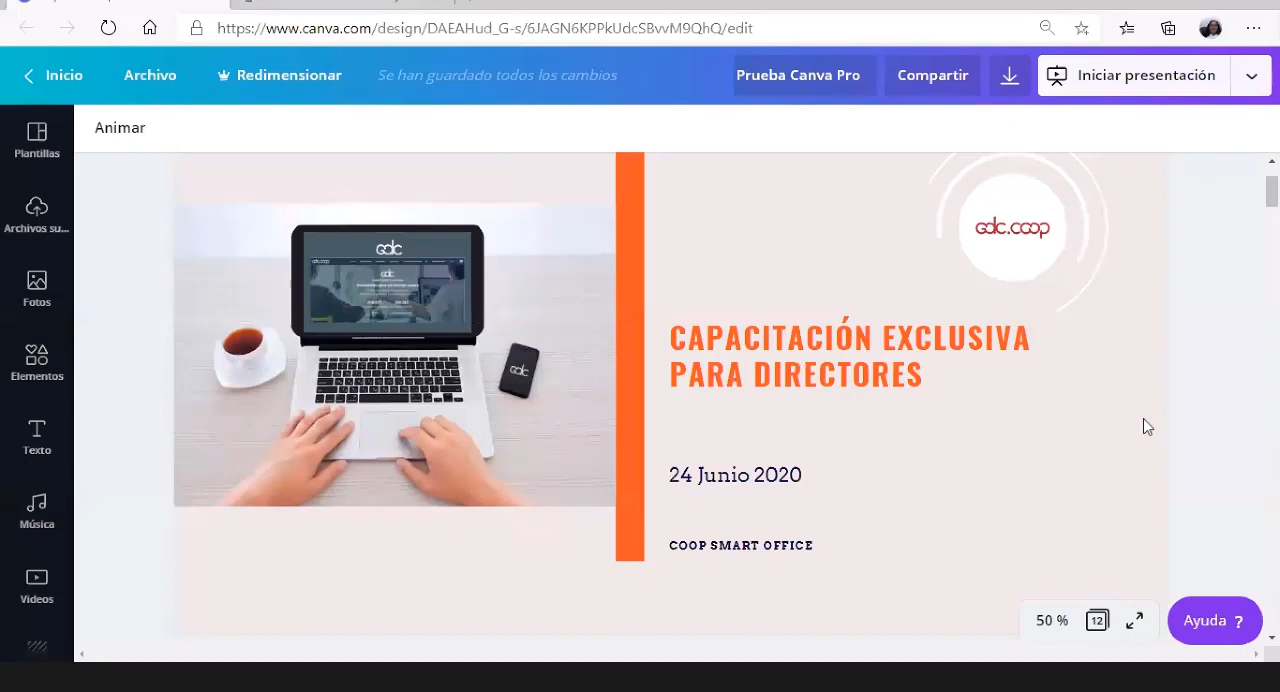 https://www.canva.com/design/DAEAHud_G-s/6JAGN6KPPkUdcSBvvM9QhQ/edit
Inicio
Archivo
Redimensionar
Se han guardado todos los cambios
Prueba Canva Pro
Compartir
Iniciar presentación
Animar
Plantillas
Archivos su...
Fotos
Elementos
Texto
Música
Videos
gdc
gdc.coop
gdc
CAPACITACIÓN EXCLUSIVA
PARA DIRECTORES
24 Junio 2020
COOP SMART OFFICE
50 %
12
Ayuda ?